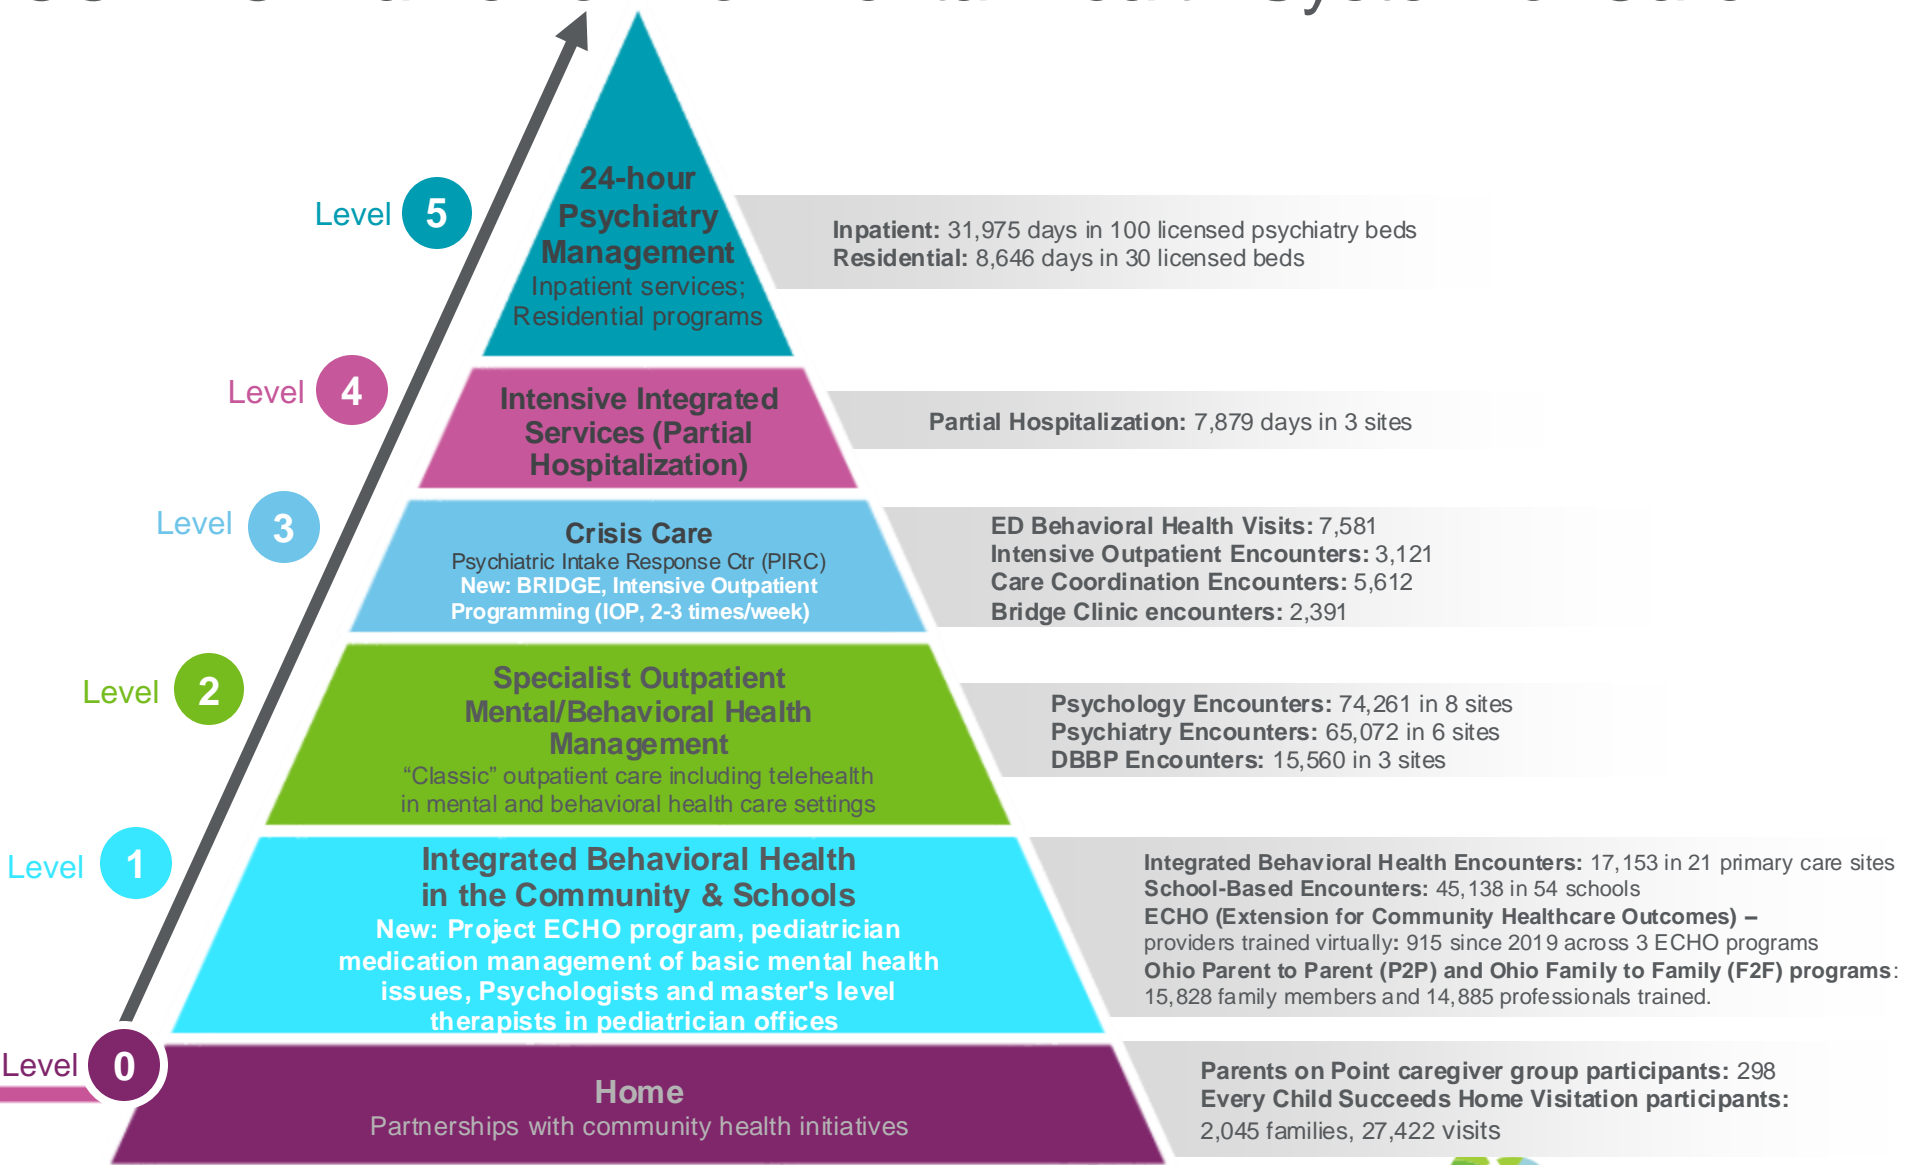 Level 5
24-hour
Psychiatry
Management
Inpatient services;
Residential programs
Inpatient: 31,975 days in 100 licensed psychiatry beds
Residential: 8,646 days in 30 licensed beds
Level 4
Intensive Integrated
Services (Partial
Hospitalization)
Partial Hospitalization: 7,879 days in 3 sites
Level 3
Crisis Care
Psychiatric Intake Response Ctr (PIRC)
New: BRIDGE, Intensive Outpatient
Programming (IOP, 2-3 times/week)
ED Behavioral Health Visits: 7,581
Intensive Outpatient Encounters: 3,121
Care Coordination Encounters: 5,612
Bridge Clinic encounters: 2,391
Level 2
Specialist Outpatient
Mental/Behavioral Health
Management
“Classic” outpatient care including telehealth
in mental and behavioral health care settings
Psychology Encounters: 74,261 in 8 sites
Psychiatry Encounters: 65,072 in 6 sites
DBBP Encounters: 15,560 in 3 sites
Level 1
Integrated Behavioral Health
in the Community & Schools
New: Project ECHO program, pediatrician
medication management of basic mental health
issues, Psychologists and master's level
therapists in pediatrician offices
Integrated Behavioral Health Encounters: 17,153 in 21 primary care sites
School-Based Encounters: 45,138 in 54 schools
ECHO (Extension for Community Healthcare Outcomes) –
providers trained virtually: 915 since 2019 across 3 ECHO programs
Ohio Parent to Parent (P2P) and Ohio Family to Family (F2F) programs:
15,828 family members and 14,885 professionals trained.
Level 0
Home
Partnerships with community health initiatives
Parents on Point caregiver group participants: 298
Every Child Succeeds Home Visitation participants:
2,045 families, 27,422 visits